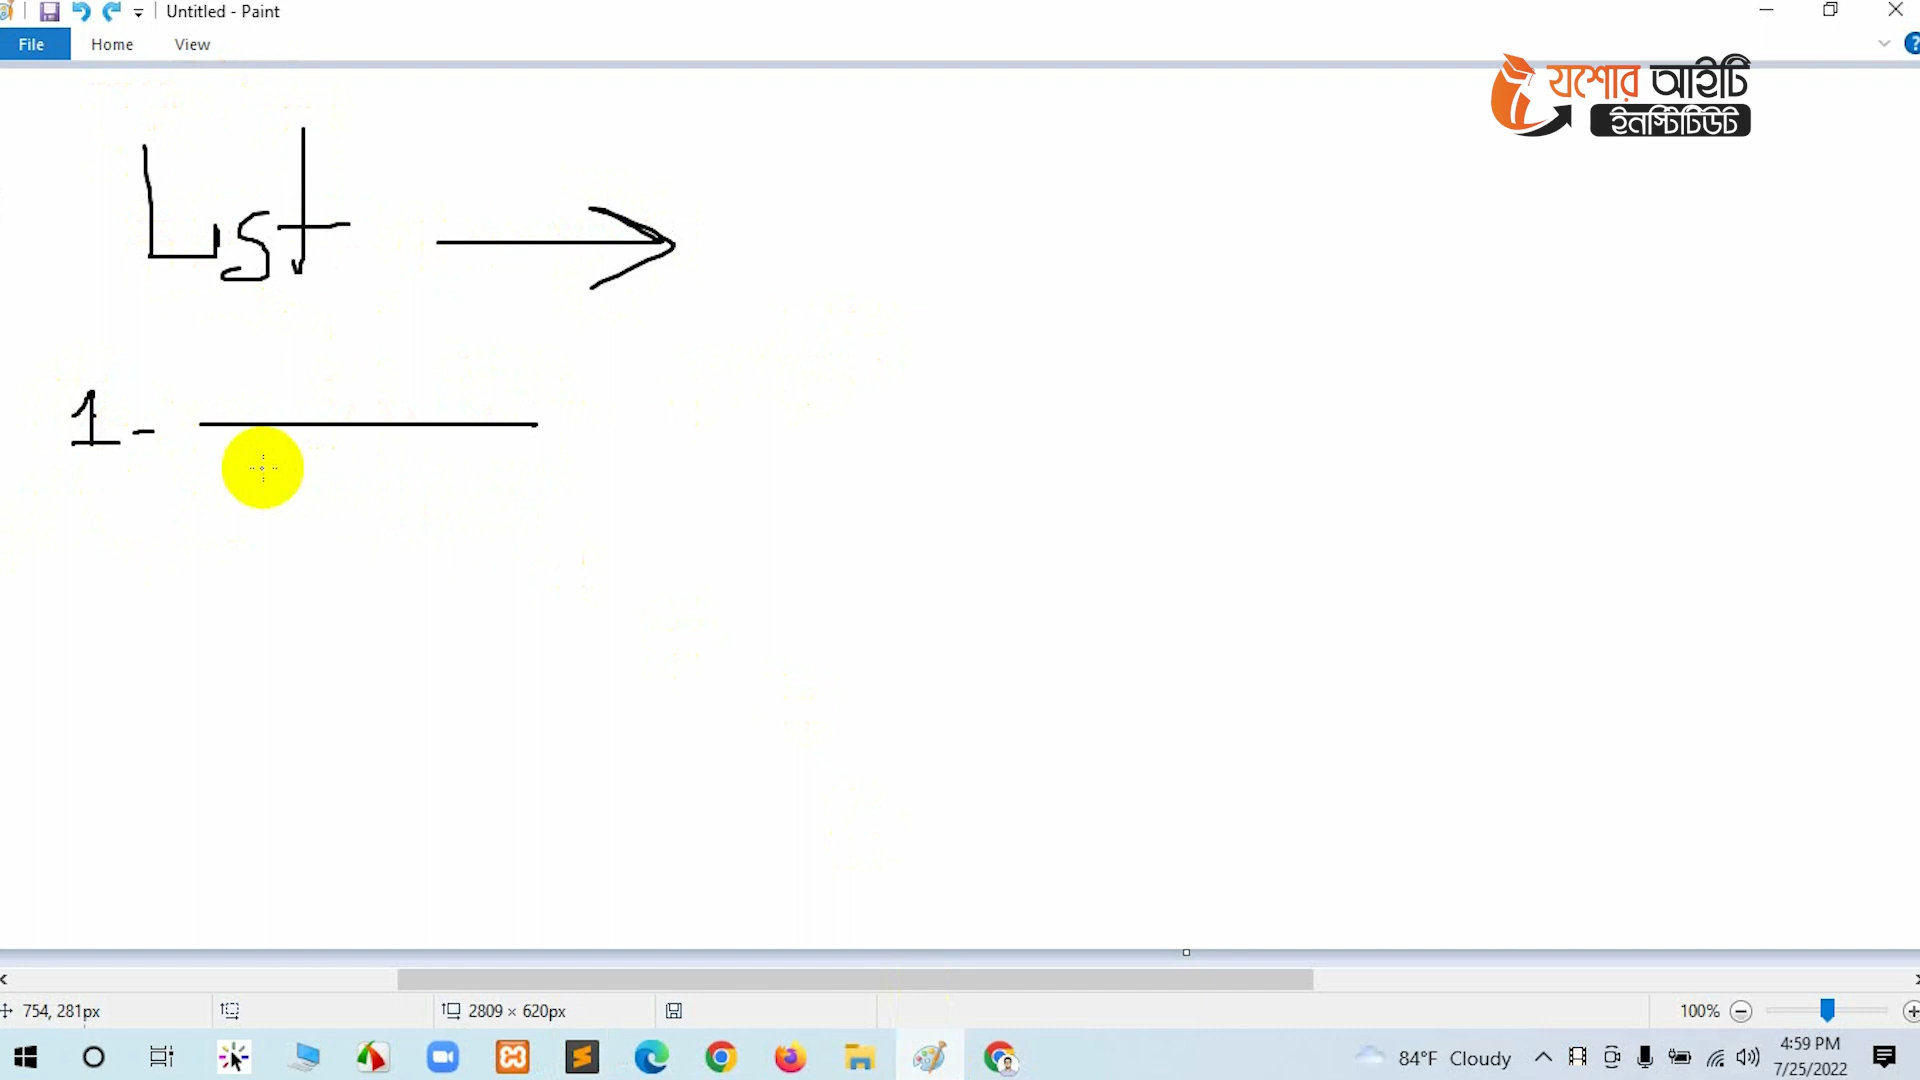 Untitled - Paint
File Home View
যশোর আইটি
ইনস্টিটিউট
List
1-
754, 281px
2809 × 620px
100%
84°F Cloudy
4:59 PM
7/25/2022